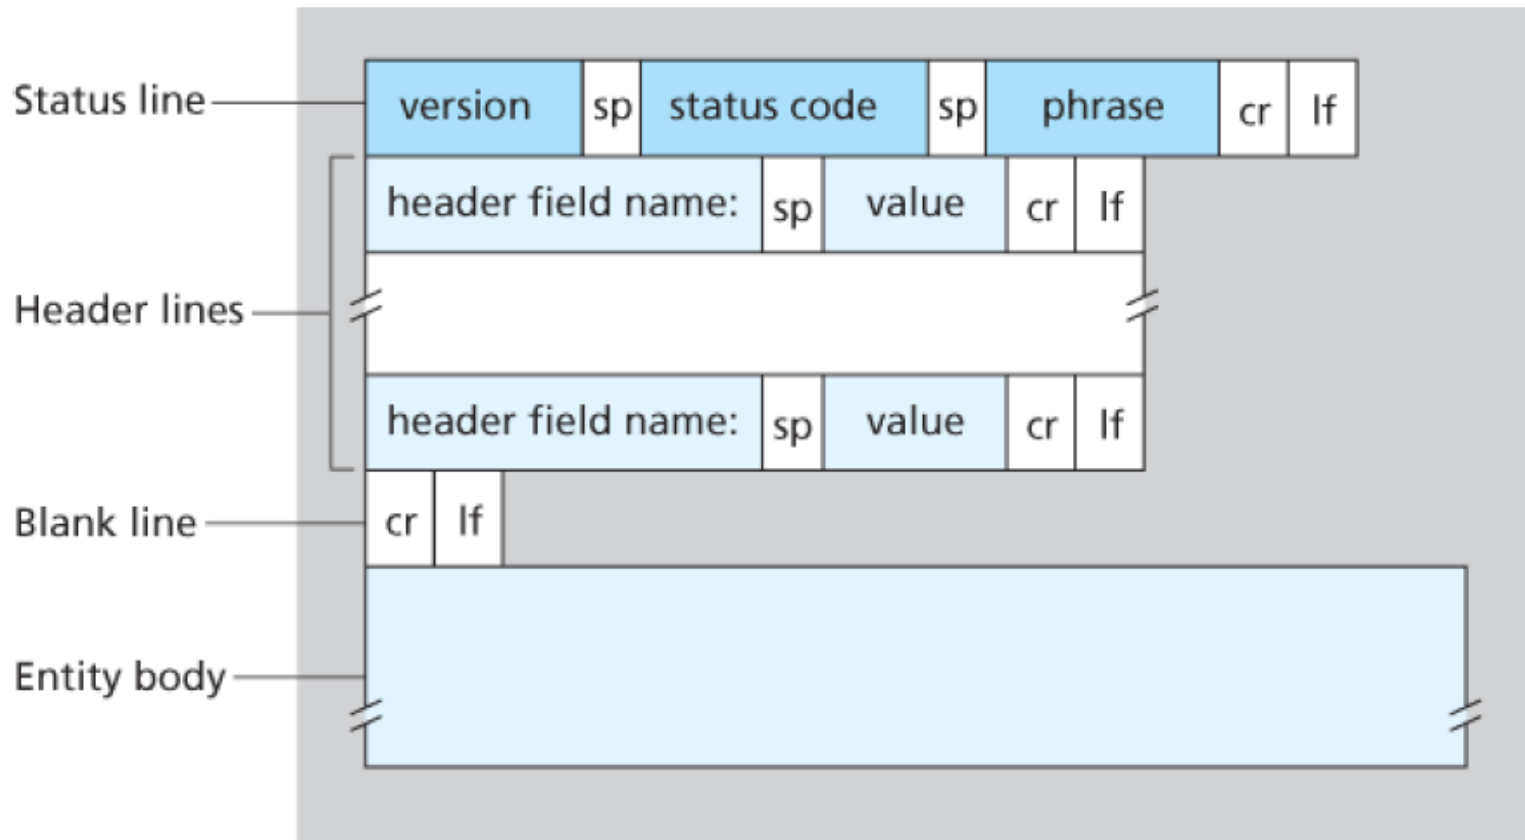 Status line version sp status code sp phrase cr lf
header field name: sp value cr lf
Header lines
header field name: sp value cr lf
Blank line cr lf
Entity body